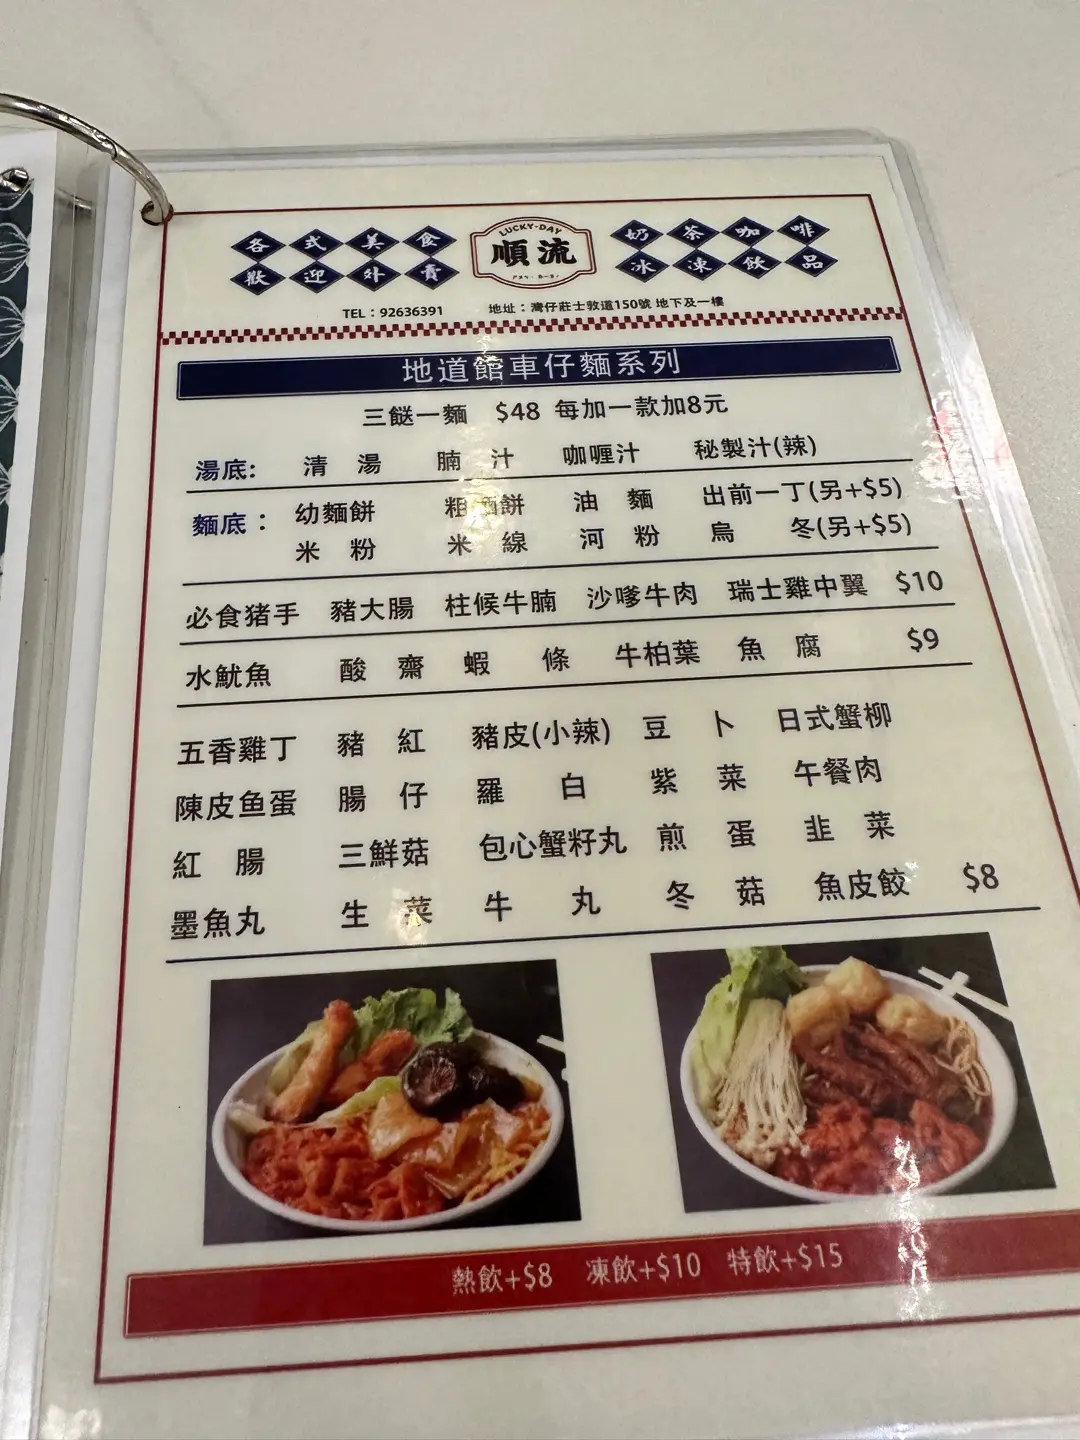 各式美食
歡迎外賣
LUCKY-DAY
順流
奶茶咖啡
冰凍飲品
TEL：92636391 地址：灣仔莊士敦道150號 地下及一樓
地道館車仔麵系列
三餸一麵 $48 每加一款加8元
湯底: 清湯 腩汁 咖喱汁 秘製汁(辣)
麵底： 幼麵餅 粗麵餅 油麵 出前一丁(另+$5)
米粉 米線 河粉 烏冬(另+$5)
必食猪手 豬大腸 柱候牛腩 沙嗲牛肉 瑞士雞中翼 $10
水魷魚 酸齋 蝦條 牛柏葉 魚腐 $9
五香雞丁 豬紅 豬皮(小辣) 豆卜 日式蟹柳
陳皮鱼蛋 腸仔 羅白 紫菜 午餐肉
紅腸 三鮮菇 包心蟹籽丸 煎蛋 韭菜
墨魚丸 生菜 牛丸 冬菇 魚皮餃 $8
熱飲+$8 凍飲+$10 特飲+$15